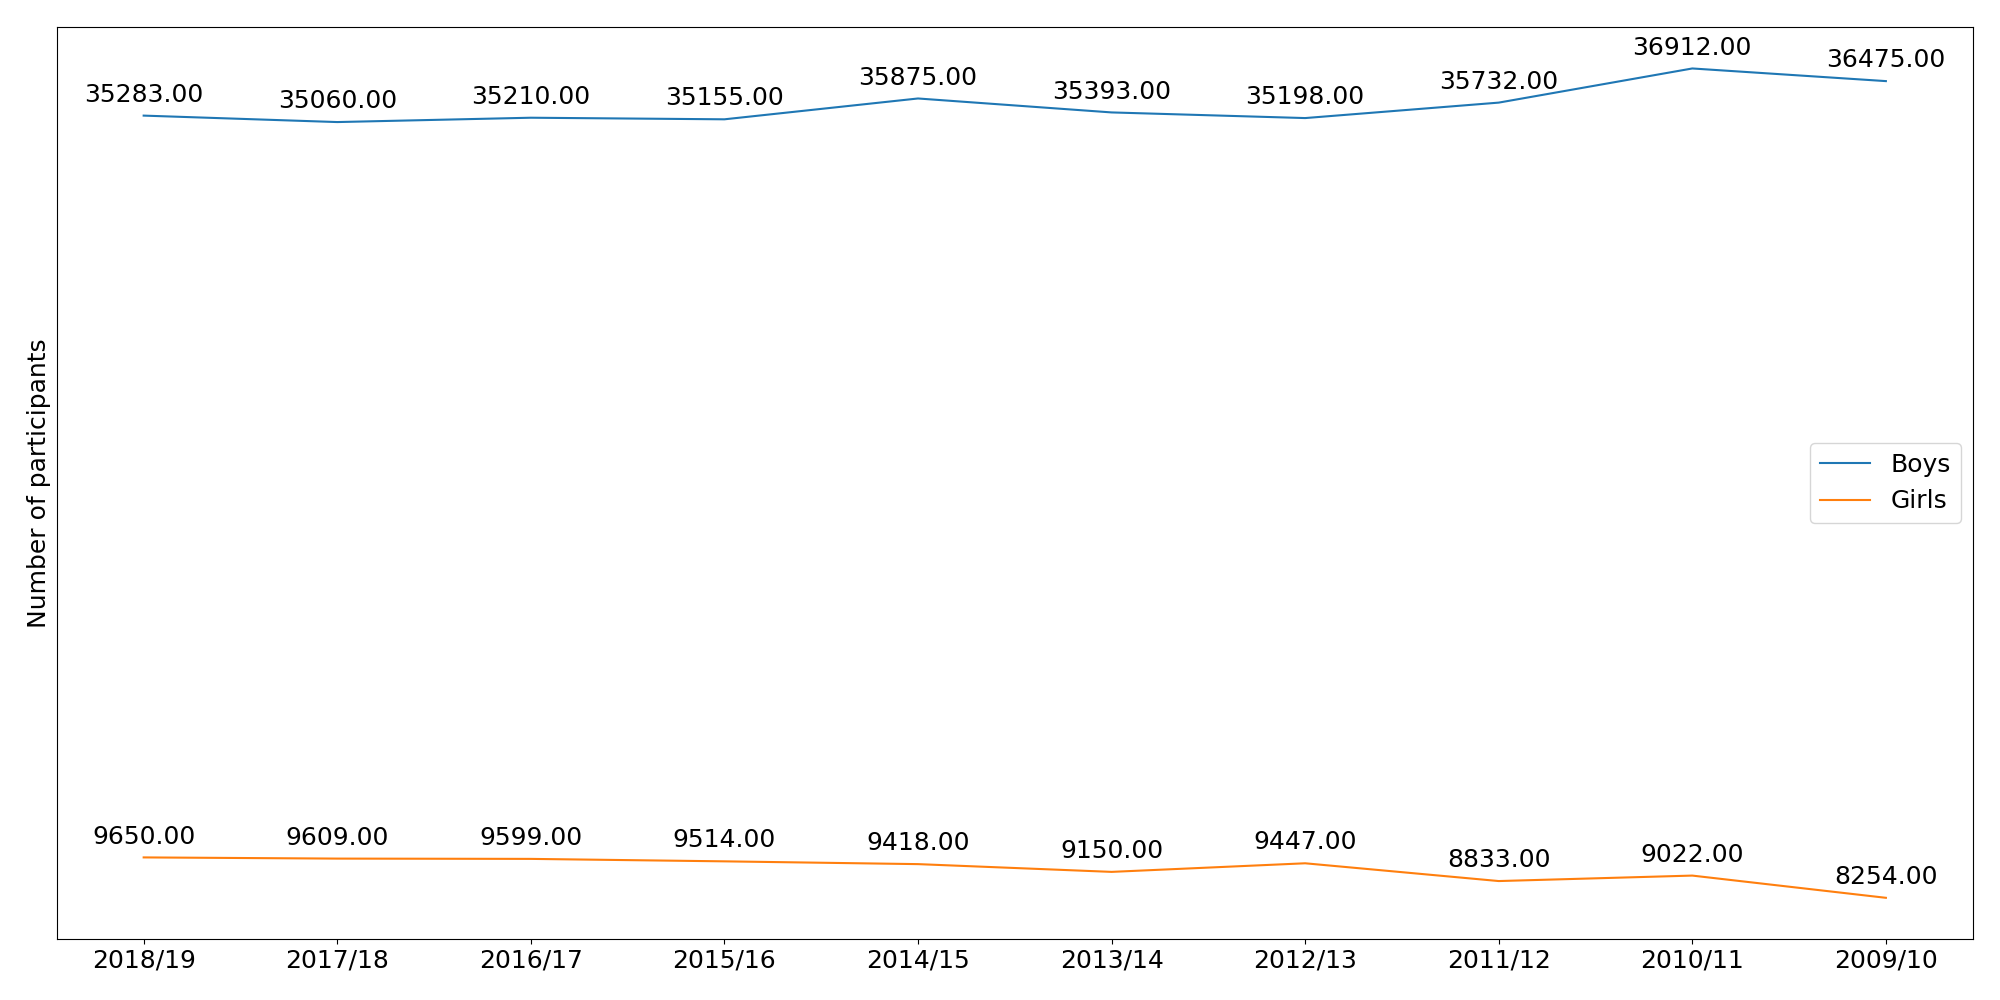 36912.00
36475.00
35283.00 35060.00 35210.00 35155.00 35875.00 35393.00 35198.00 35732.00
Number of participants
Boys
Girls
9650.00 9609.00 9599.00 9514.00 9418.00 9150.00 9447.00 8833.00 9022.00 8254.00
2018/19 2017/18 2016/17 2015/16 2014/15 2013/14 2012/13 2011/12 2010/11 2009/10